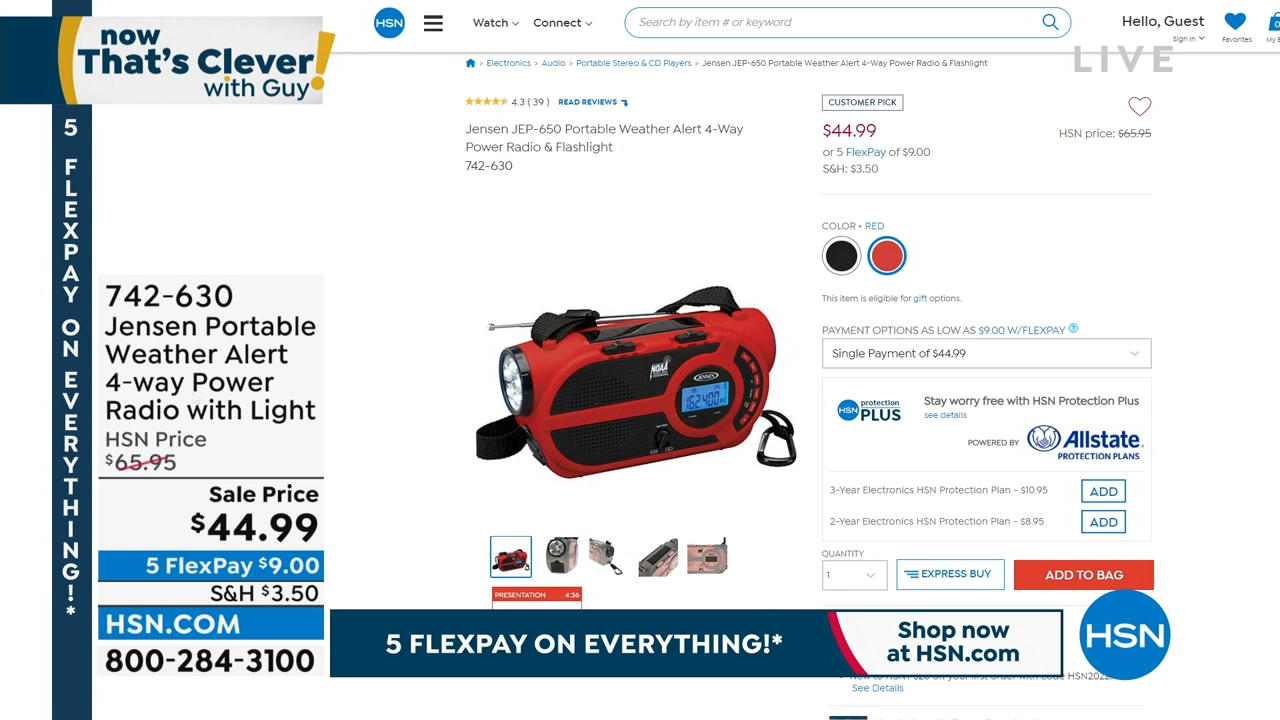 now
That's Clever!
with Guy
5 FLEXPAY ON EVERYTHING!*
742-630
Jensen Portable
Weather Alert
4-way Power
Radio with Light
HSN Price
$65.95
Sale Price
$44.99
5 FlexPay $9.00
S&H $3.50
HSN.COM
800-284-3100
HSN
Watch
Connect
Search by item # or keyword
Hello, Guest
Sign In
Favorites
0
LIVE
> Electronics > Audio > Portable Stereo & CD Players > Jensen JEP-650 Portable Weather Alert 4-Way Power Radio & Flashlight
4.3 ( 39 ) READ REVIEWS
Jensen JEP-650 Portable Weather Alert 4-Way
Power Radio & Flashlight
742-630
NOAA
JENSEN
162.400
PRESENTATION 4:36
CUSTOMER PICK
$44.99
HSN price: $65.95
or 5 FlexPay of $9.00
S&H: $3.50
COLOR • RED
This item is eligible for gift options.
PAYMENT OPTIONS AS LOW AS $9.00 W/FLEXPAY ?
Single Payment of $44.99
HSN protection PLUS
Stay worry free with HSN Protection Plus
see details
POWERED BY Allstate.
PROTECTION PLANS
3-Year Electronics HSN Protection Plan - $10.95 ADD
2-Year Electronics HSN Protection Plan - $8.95 ADD
QUANTITY
1
EXPRESS BUY
ADD TO BAG
5 FLEXPAY ON EVERYTHING!*
Shop now
at HSN.com
HSN
See Details